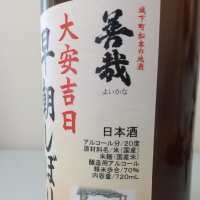 城下町松本の地酒
善哉
よいかな
大安吉日
早朝しぼ
日本酒
アルコール分/20度
原材料名/米(国産米)
米麹(国産米)
醸造用アルコール
精米歩合/70%
内容量/720mL